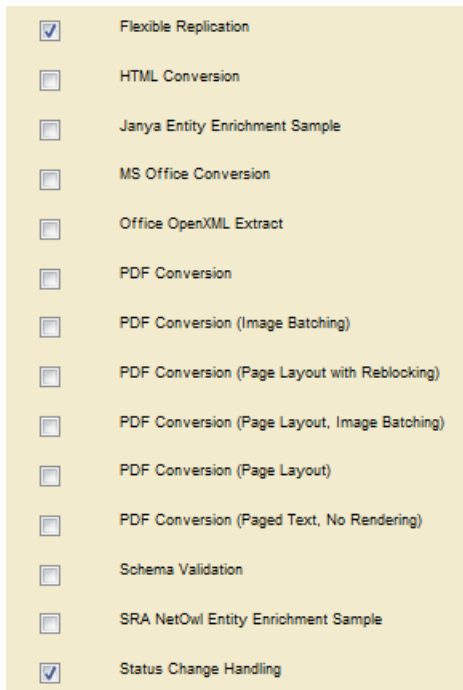 Flexible Replication
HTML Conversion
Janya Entity Enrichment Sample
MS Office Conversion
Office OpenXML Extract
PDF Conversion
PDF Conversion (Image Batching)
PDF Conversion (Page Layout with Reblocking)
PDF Conversion (Page Layout, Image Batching)
PDF Conversion (Page Layout)
PDF Conversion (Paged Text, No Rendering)
Schema Validation
SRA NetOwl Entity Enrichment Sample
Status Change Handling